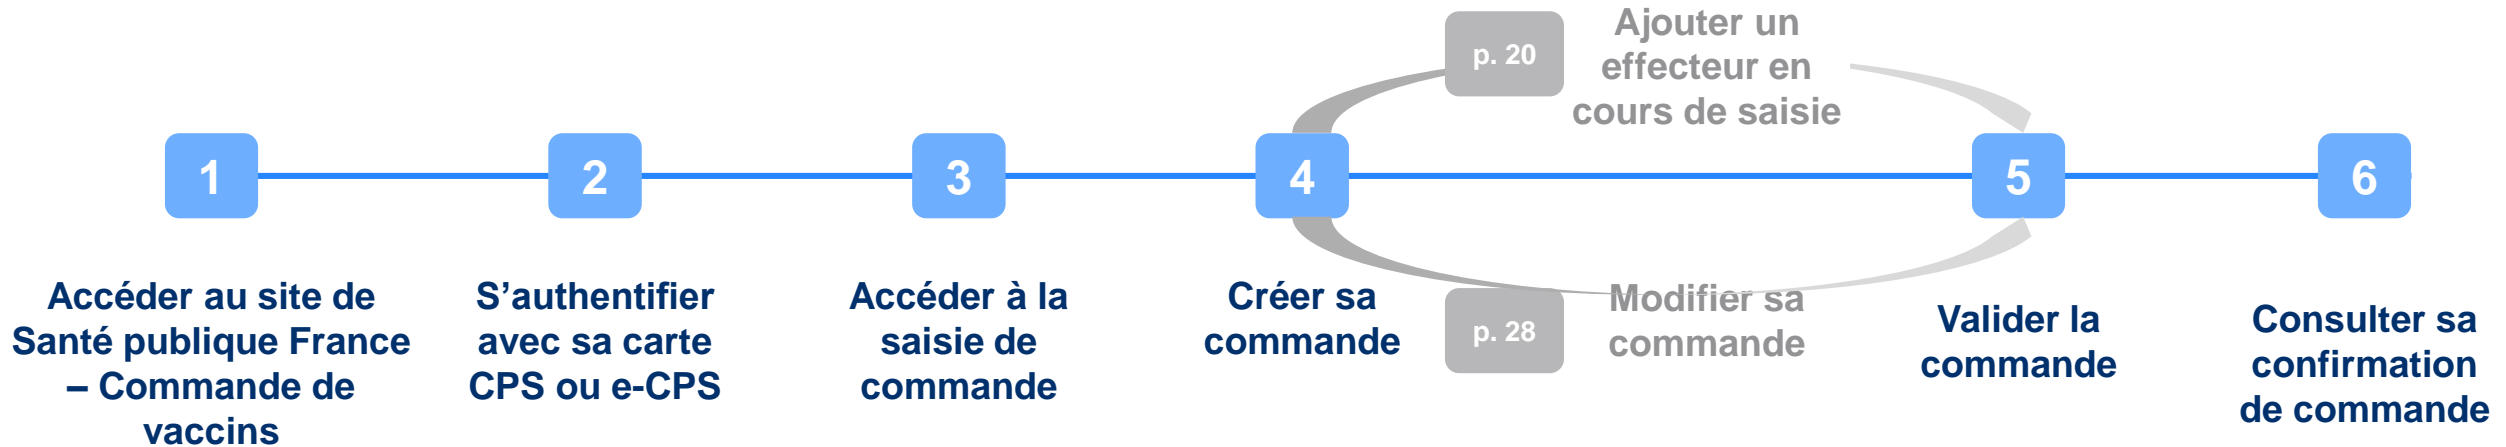 1
Accéder au site de
Santé publique France
– Commande de
vaccins
2
S’authentifier
avec sa carte
CPS ou e-CPS
3
Accéder à la
saisie de
commande
4
Créer sa
commande
p. 20
Ajouter un
effecteur en
cours de saisie
p. 28
Modifier sa
commande
5
Valider la
commande
6
Consulter sa
confirmation
de commande